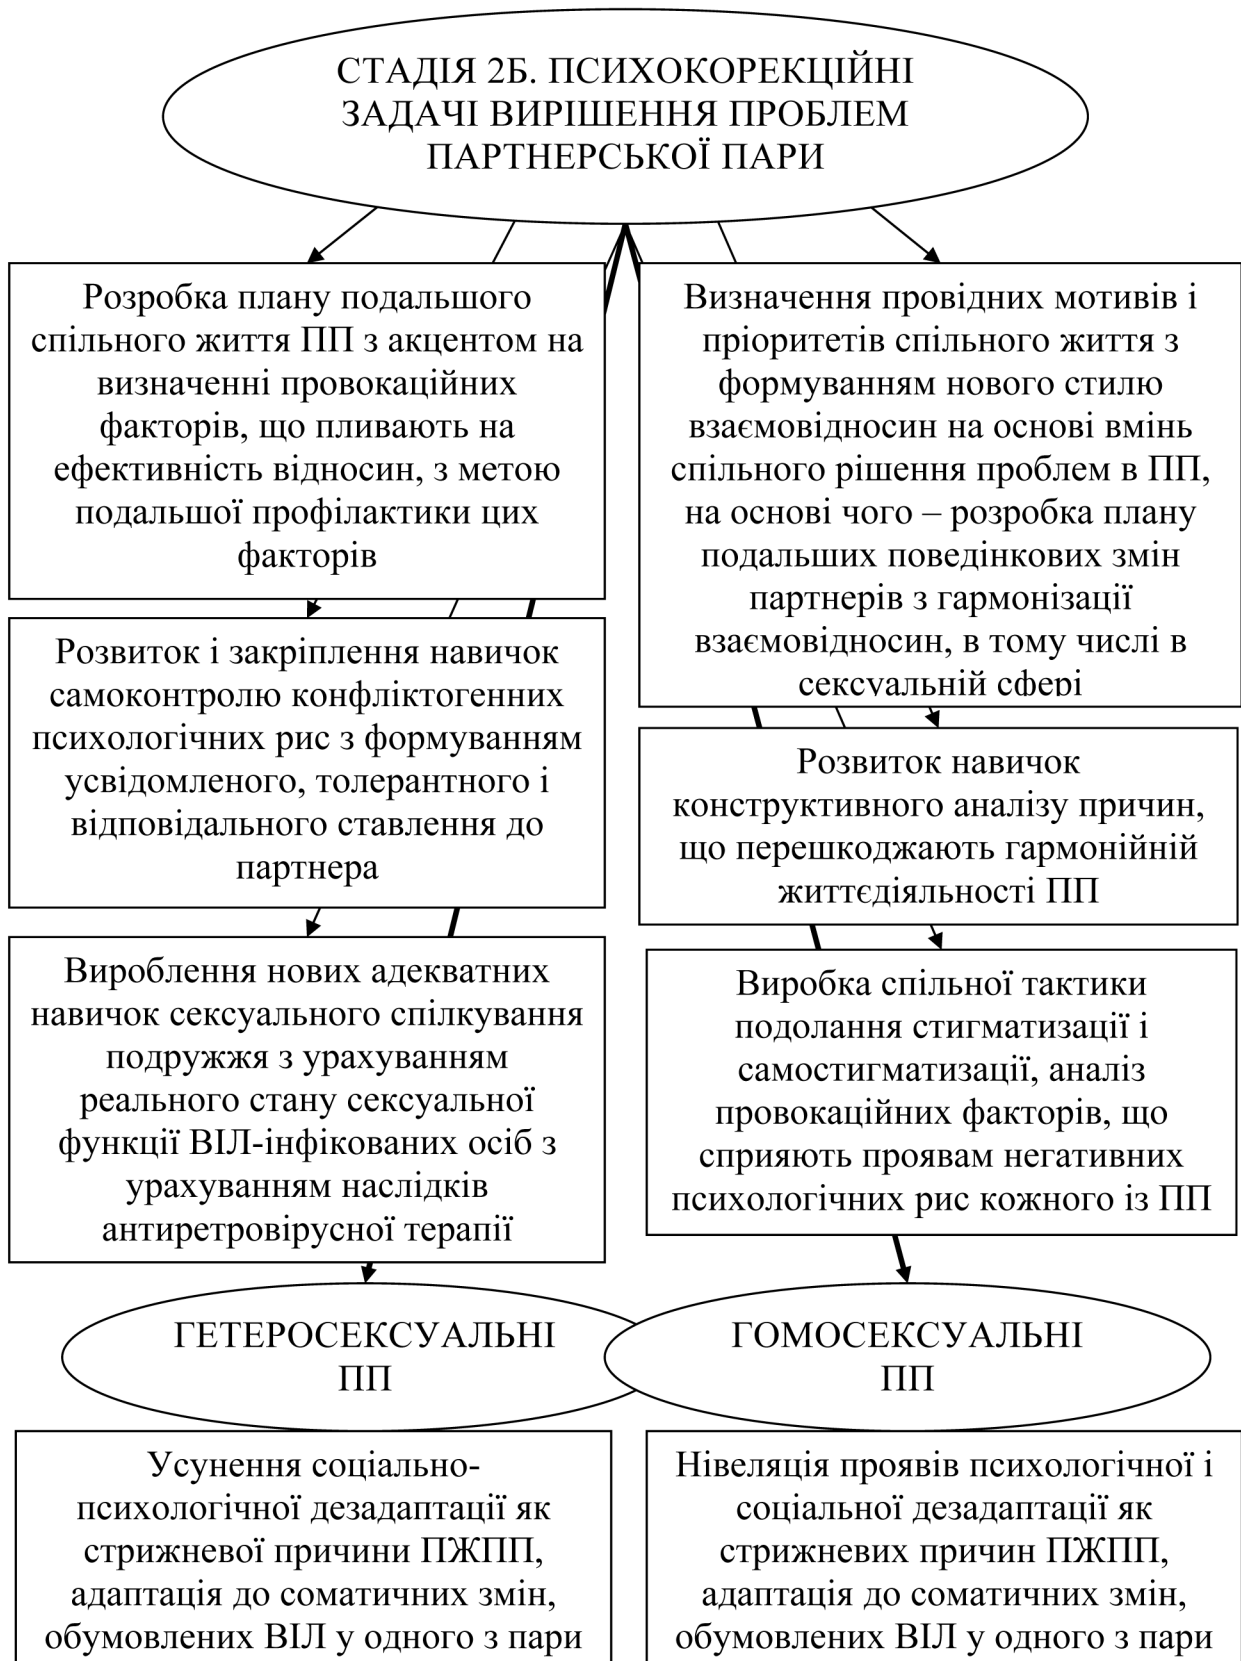 СТАДІЯ 2Б. ПСИХОКОРЕКЦІЙНІ
ЗАДАЧІ ВИРІШЕННЯ ПРОБЛЕМ
ПАРТНЕРСЬКОЇ ПАРИ
Розробка плану подальшого
спільного життя ПП з акцентом на
визначенні провокаційних
факторів, що пливають на
ефективність відносин, з метою
подальшої профілактики цих
факторів
Розвиток і закріплення навичок
самоконтролю конфліктогенних
психологічних рис з формуванням
усвідомленого, толерантного і
відповідального ставлення до
партнера
Вироблення нових адекватних
навичок сексуального спілкування
подружжя з урахуванням
реального стану сексуальної
функції ВІЛ-інфікованих осіб з
урахуванням наслідків
антиретровірусної терапії
Визначення провідних мотивів і
пріоритетів спільного життя з
формуванням нового стилю
взаємовідносин на основі вмінь
спільного рішення проблем в ПП,
на основі чого – розробка плану
подальших поведінкових змін
партнерів з гармонізації
взаємовідносин, в тому числі в
сексуальній сфері
Розвиток навичок
конструктивного аналізу причин,
що перешкоджають гармонійній
життєдіяльності ПП
Виробка спільної тактики
подолання стигматизації і
самостигматизації, аналіз
провокаційних факторів, що
сприяють проявам негативних
психологічних рис кожного із ПП
ГЕТЕРОСЕКСУАЛЬНІ
ПП
ГОМОСЕКСУАЛЬНІ
ПП
Усунення соціально-
психологічної дезадаптації як
стрижневої причини ПЖПП,
адаптація до соматичних змін,
обумовлених ВІЛ у одного з пари
Нівеляція проявів психологічної і
соціальної дезадаптації як
стрижневих причин ПЖПП,
адаптація до соматичних змін,
обумовлених ВІЛ у одного з пари